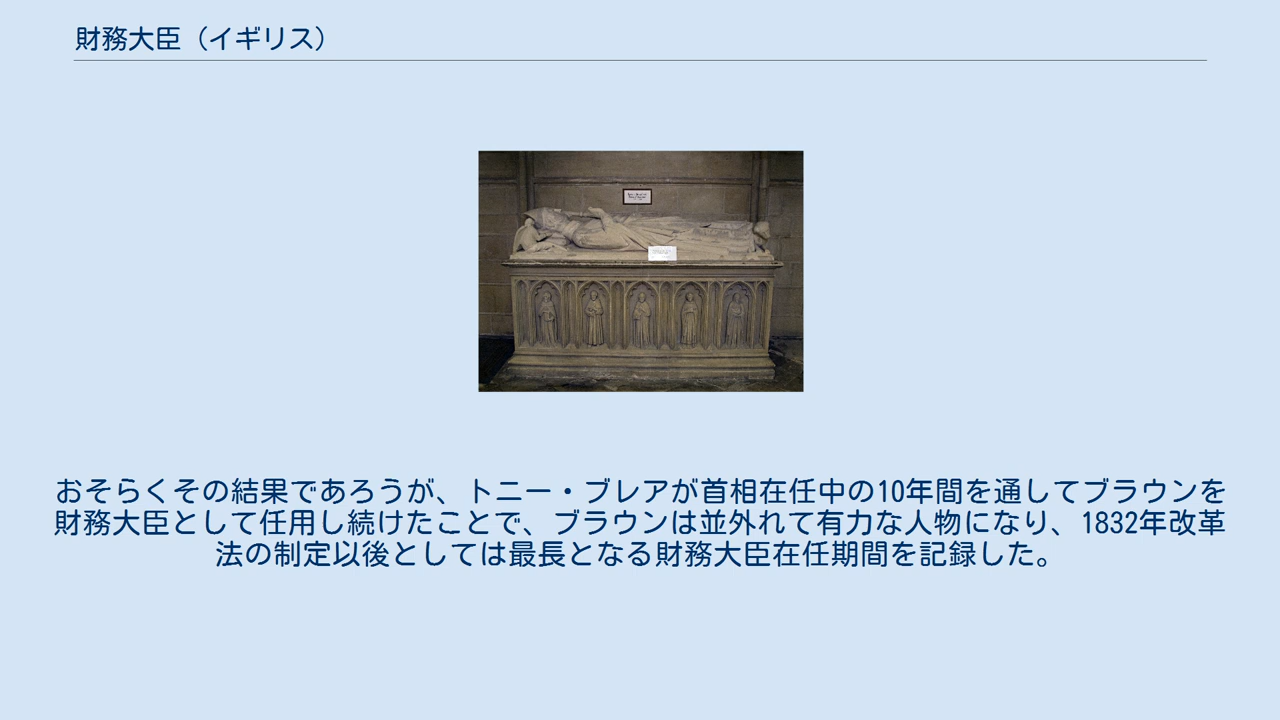 財務大臣（イギリス）
おそらくその結果であろうが、トニー・ブレアが首相在任中の10年間を通してブラウンを
財務大臣として任用し続けたことで、ブラウンは並外れて有力な人物になり、1832年改革
法の制定以後としては最長となる財務大臣在任期間を記録した。